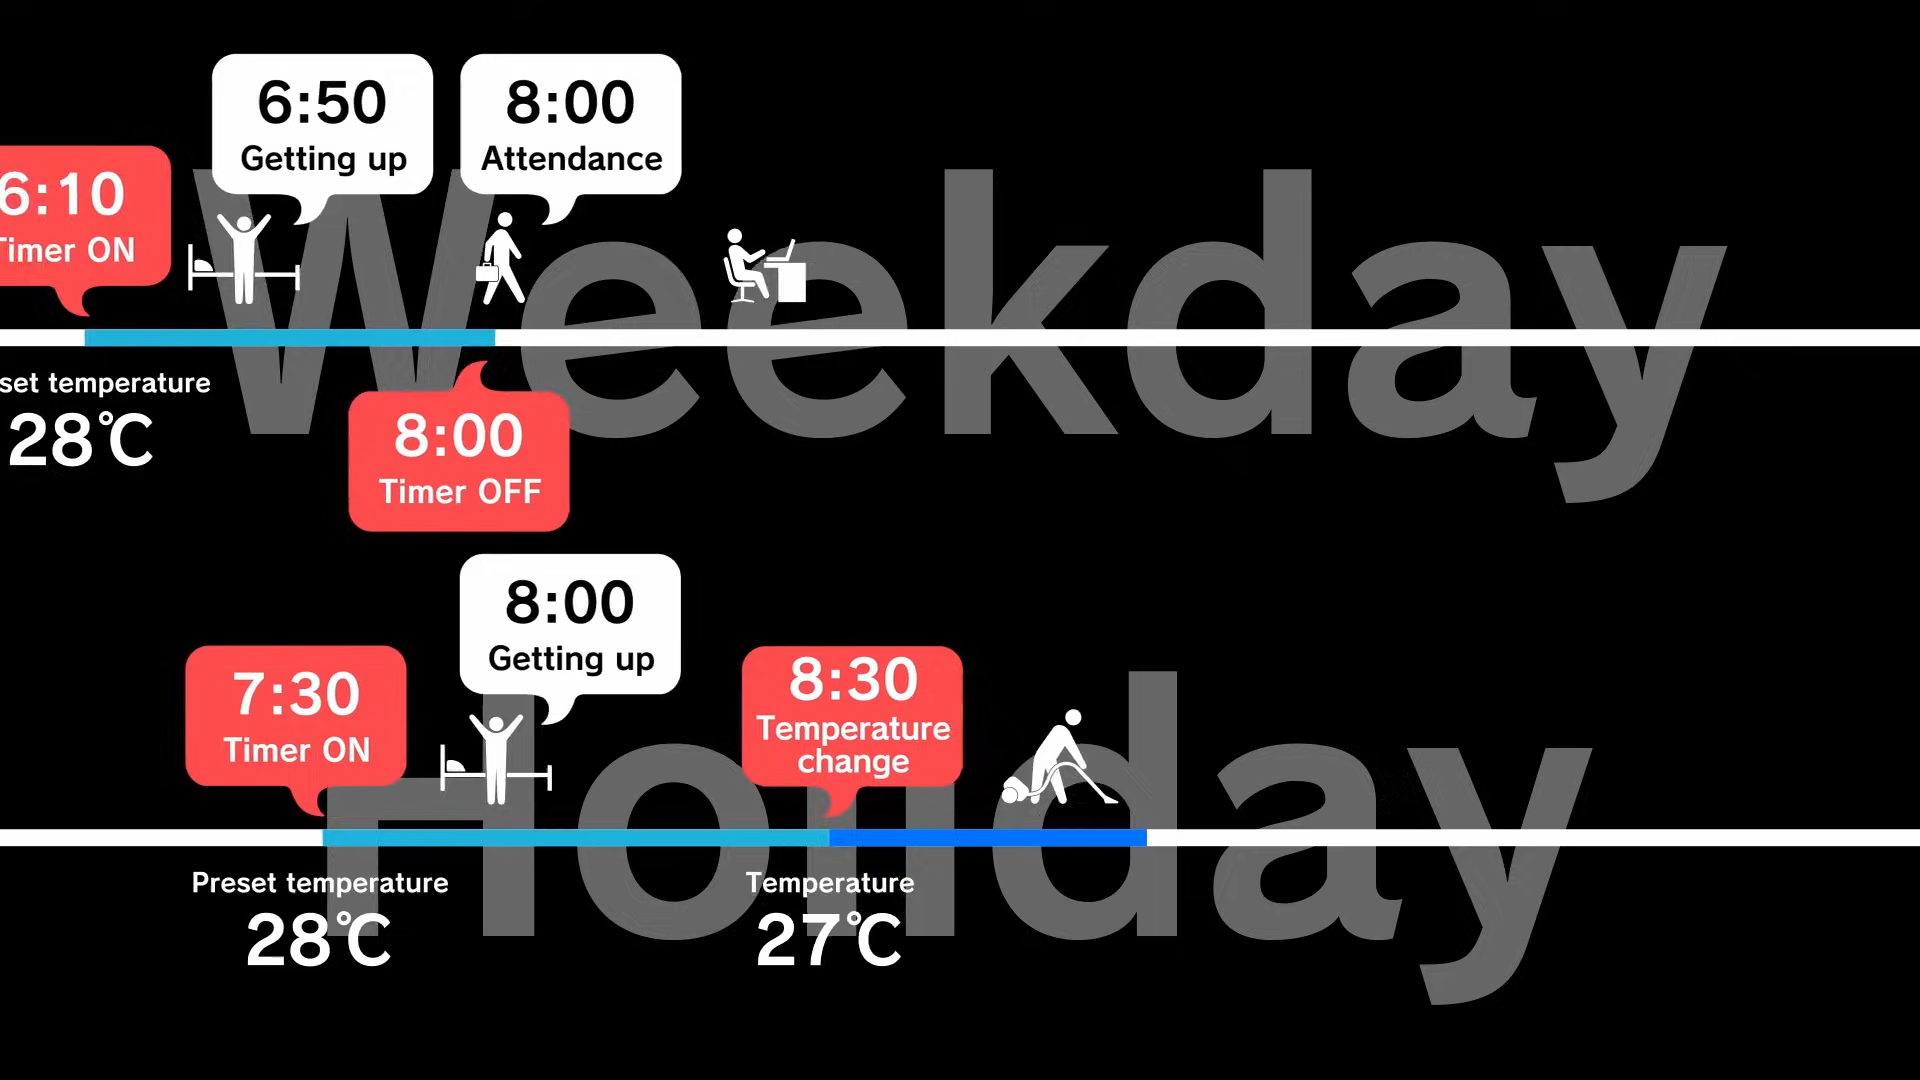 Weekday
6:50
Getting up
8:00
Attendance
6:10
Timer ON
set temperature
28℃
8:00
Timer OFF
Holiday
8:00
Getting up
7:30
Timer ON
8:30
Temperature
change
Preset temperature
28℃
Temperature
27℃